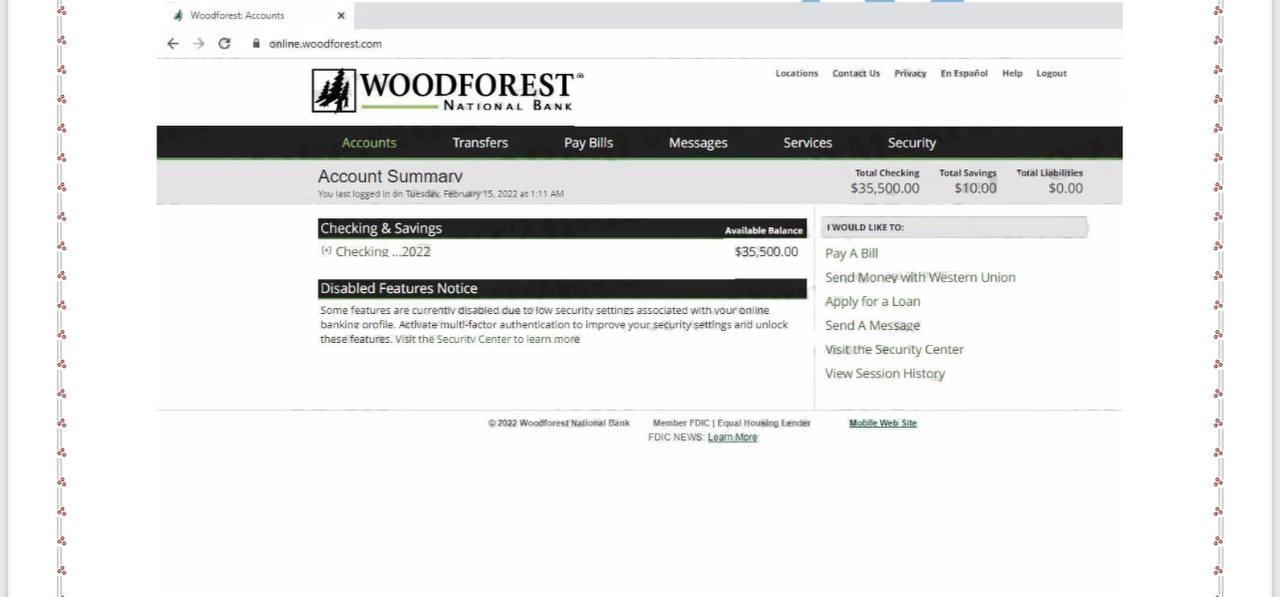 Woodforest: Accounts
online.woodforest.com
Locations Contact Us Privacy En Español Help Logout
WOODFOREST®
NATIONAL BANK
Accounts Transfers Pay Bills Messages Services Security
Account Summary
You last logged in on Tuesday, February 15, 2022 at 1:11 AM
Total Checking Total Savings Total Liabilities
$35,500.00 $10.00 $0.00
Checking & Savings Available Balance
[+] Checking ...2022 $35,500.00
Disabled Features Notice
Some features are currently disabled due to low security settings associated with your online
banking profile. Activate multi-factor authentication to improve your security settings and unlock
these features. Visit the Security Center to learn more
I WOULD LIKE TO:
Pay A Bill
Send Money with Western Union
Apply for a Loan
Send A Message
Visit the Security Center
View Session History
© 2022 Woodforest National Bank Member FDIC | Equal Housing Lender Mobile Web Site
FDIC NEWS: Learn More